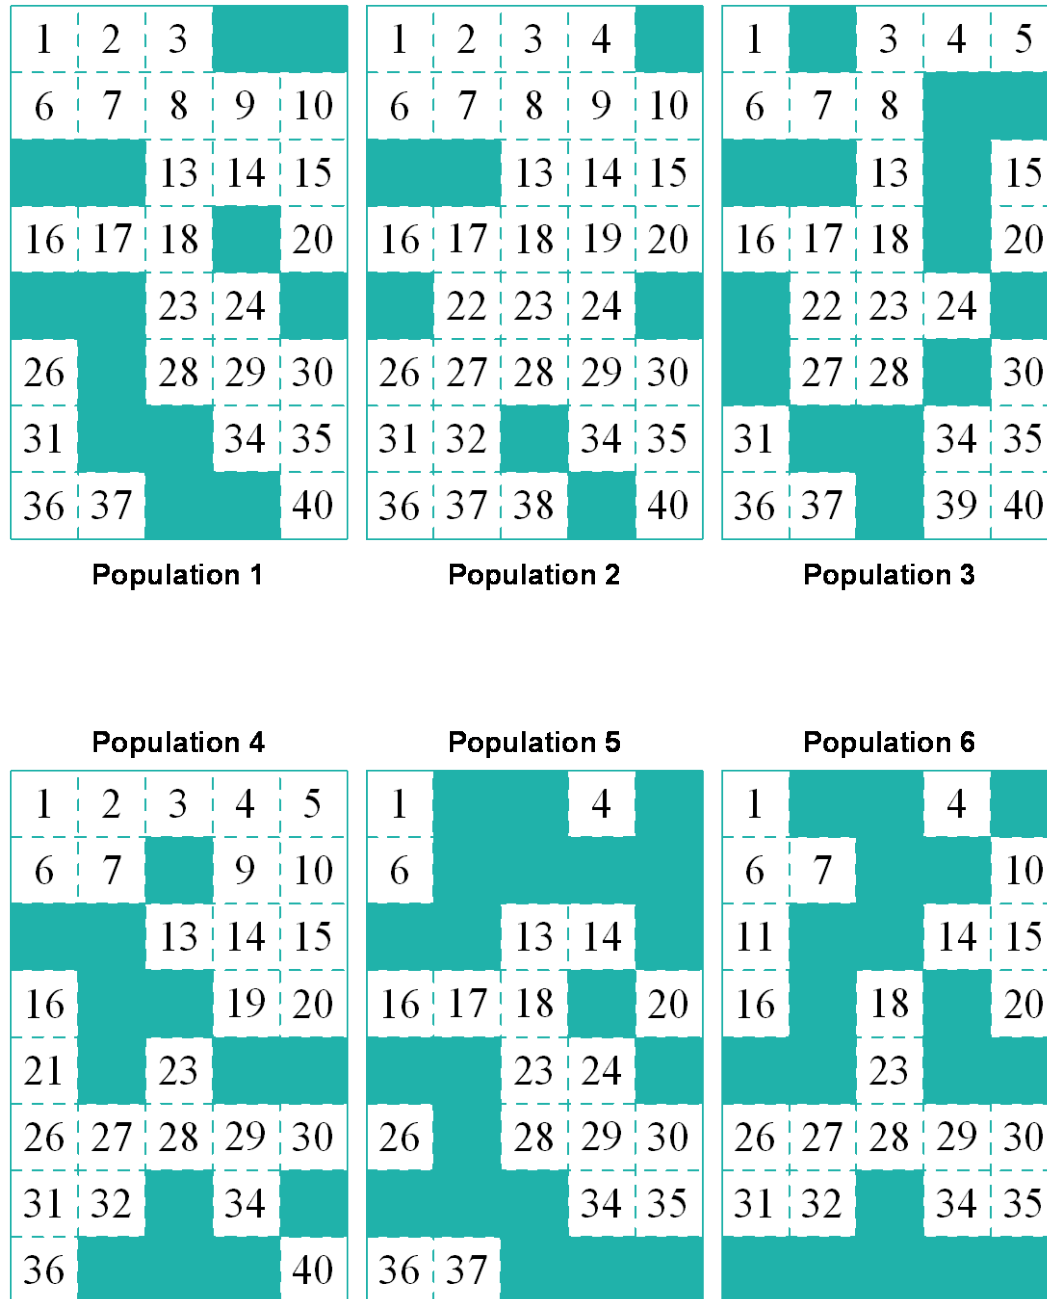 1 2 3
6 7 8 9 10
13 14 15
16 17 18 20
23 24
26 28 29 30
31 34 35
36 37 40
Population 1
1 2 3 4
6 7 8 9 10
13 14 15
16 17 18 19 20
22 23 24
26 27 28 29 30
31 32 34 35
36 37 38 40
Population 2
1 3 4 5
6 7 8
13 15
16 17 18 20
22 23 24
27 28 30
31 34 35
36 37 39 40
Population 3
Population 4
1 2 3 4 5
6 7 9 10
13 14 15
16 19 20
21 23
26 27 28 29 30
31 32 34
36 40
Population 5
1 4
6
13 14
16 17 18 20
23 24
26 28 29 30
34 35
36 37
Population 6
1 4
6 7 10
11 14 15
16 18 20
23
26 27 28 29 30
31 32 34 35